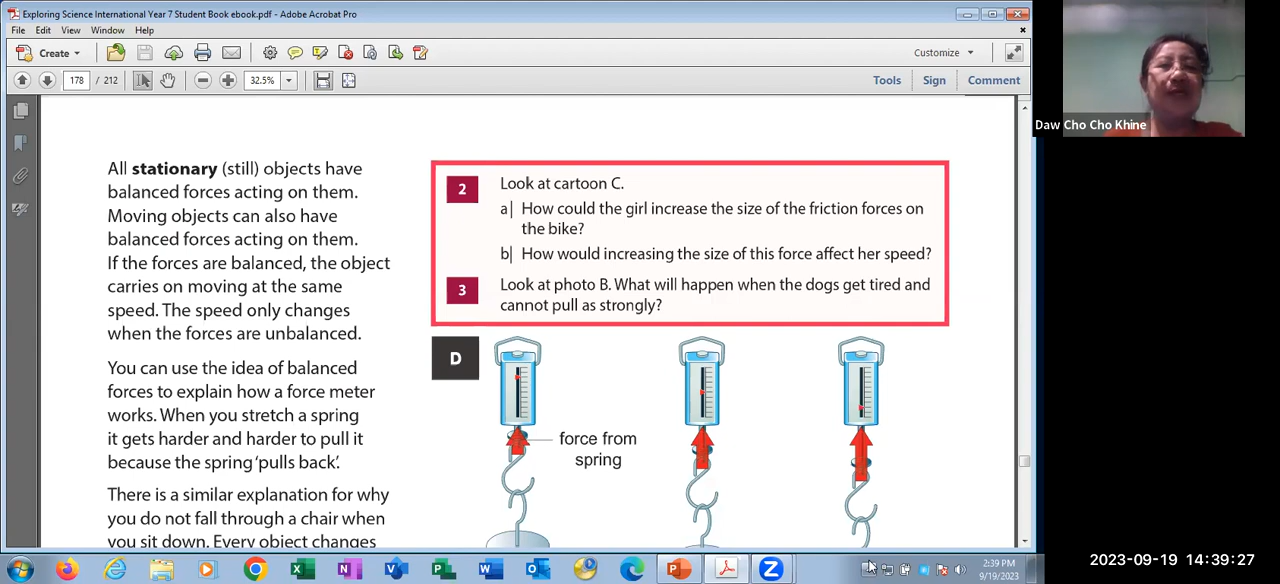 Exploring Science International Year 7 Student Book ebook.pdf - Adobe Acrobat Pro
File Edit View Window Help
Create
Customize
178 / 212
32.5%
Tools Sign Comment
Daw Cho Cho Khine
All stationary (still) objects have
balanced forces acting on them.
Moving objects can also have
balanced forces acting on them.
If the forces are balanced, the object
carries on moving at the same
speed. The speed only changes
when the forces are unbalanced.
You can use the idea of balanced
forces to explain how a force meter
works. When you stretch a spring
it gets harder and harder to pull it
because the spring 'pulls back'.
There is a similar explanation for why
you do not fall through a chair when
you sit down. Every object changes
2 Look at cartoon C.
a| How could the girl increase the size of the friction forces on
the bike?
b| How would increasing the size of this force affect her speed?
3 Look at photo B. What will happen when the dogs get tired and
cannot pull as strongly?
D
force from
spring
2:39 PM
9/19/2023
2023-09-19 14:39:27